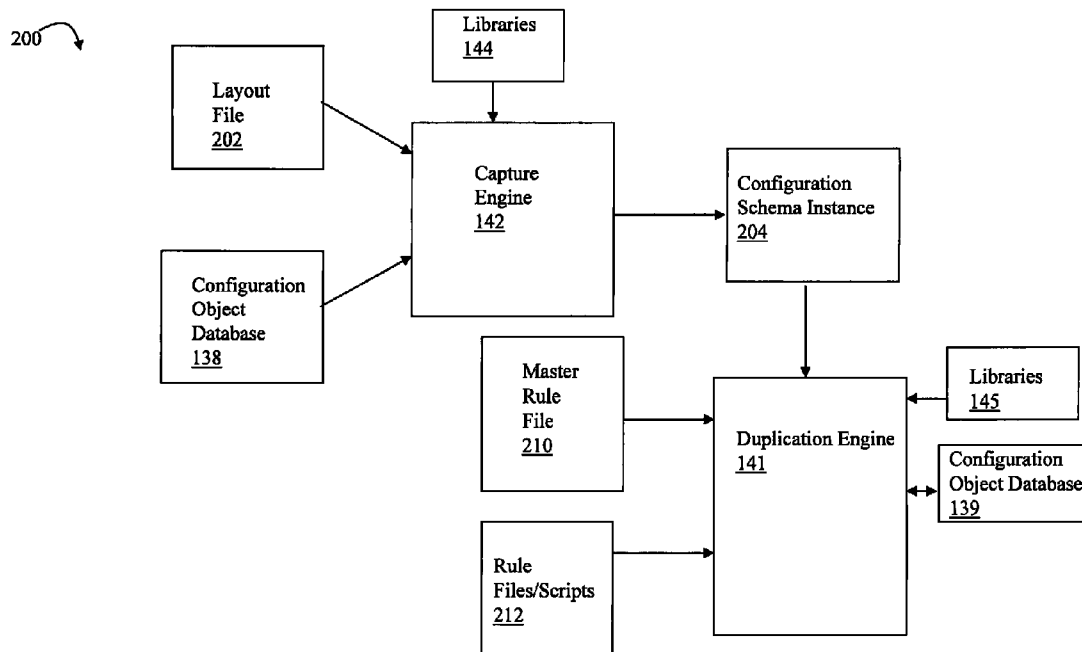 200
Libraries
144
Layout
File
202
Capture
Engine
142
Configuration
Schema Instance
204
Configuration
Object
Database
138
Master
Rule
File
210
Duplication Engine
141
Libraries
145
Configuration
Object Database
139
Rule
Files/Scripts
212